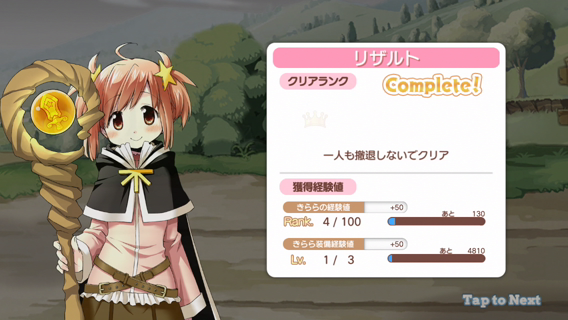 リザルト
クリアランク
Complete!
一人も撤退しないでクリア
獲得経験値
きららの経験値 +50
Rank. 4 / 100 あと 130
きらら装備経験値 +50
Lv. 1 / 3 あと 4810
Tap to Next